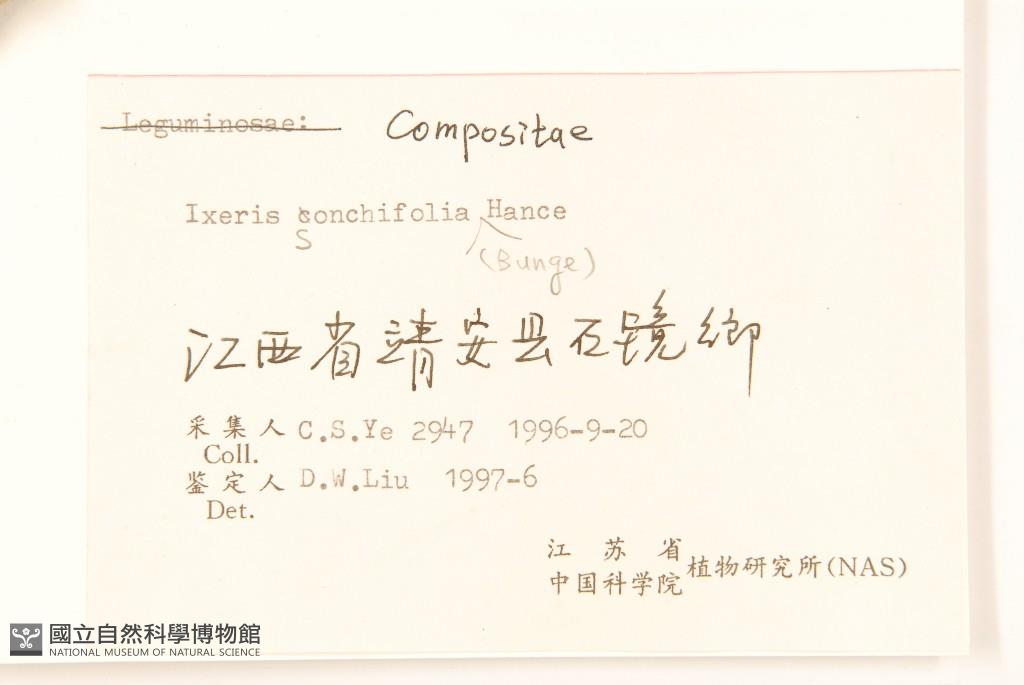 Leguminosae: Compositae
Ixeris sonchifolia (Bunge) Hance
江西省靖安县石镜鄉
采集人 C.S.Ye 2947 1996-9-20
Coll.
鉴定人 D.W.Liu 1997-6
Det.
江苏省
中国科学院 植物研究所(NAS)
國立自然科學博物館
NATIONAL MUSEUM OF NATURAL SCIENCE